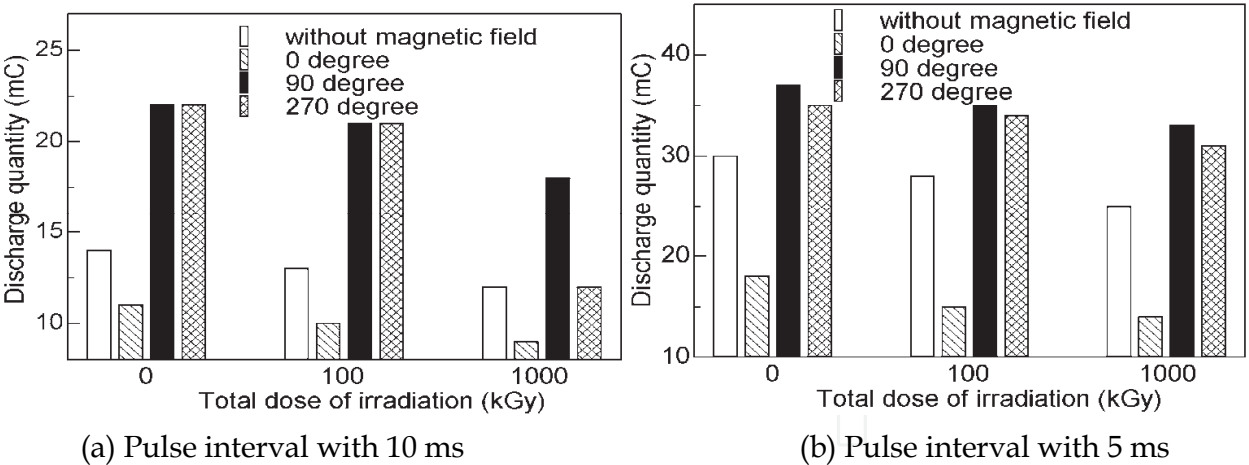 without magnetic field
0 degree
90 degree
270 degree
Discharge quantity (mC)
25
20
15
10
0
100
1000
Total dose of irradiation (kGy)
(a) Pulse interval with 10 ms
without magnetic field
0 degree
90 degree
270 degree
Discharge quantity (mC)
40
30
20
10
0
100
1000
Total dose of irradiation (kGy)
(b) Pulse interval with 5 ms